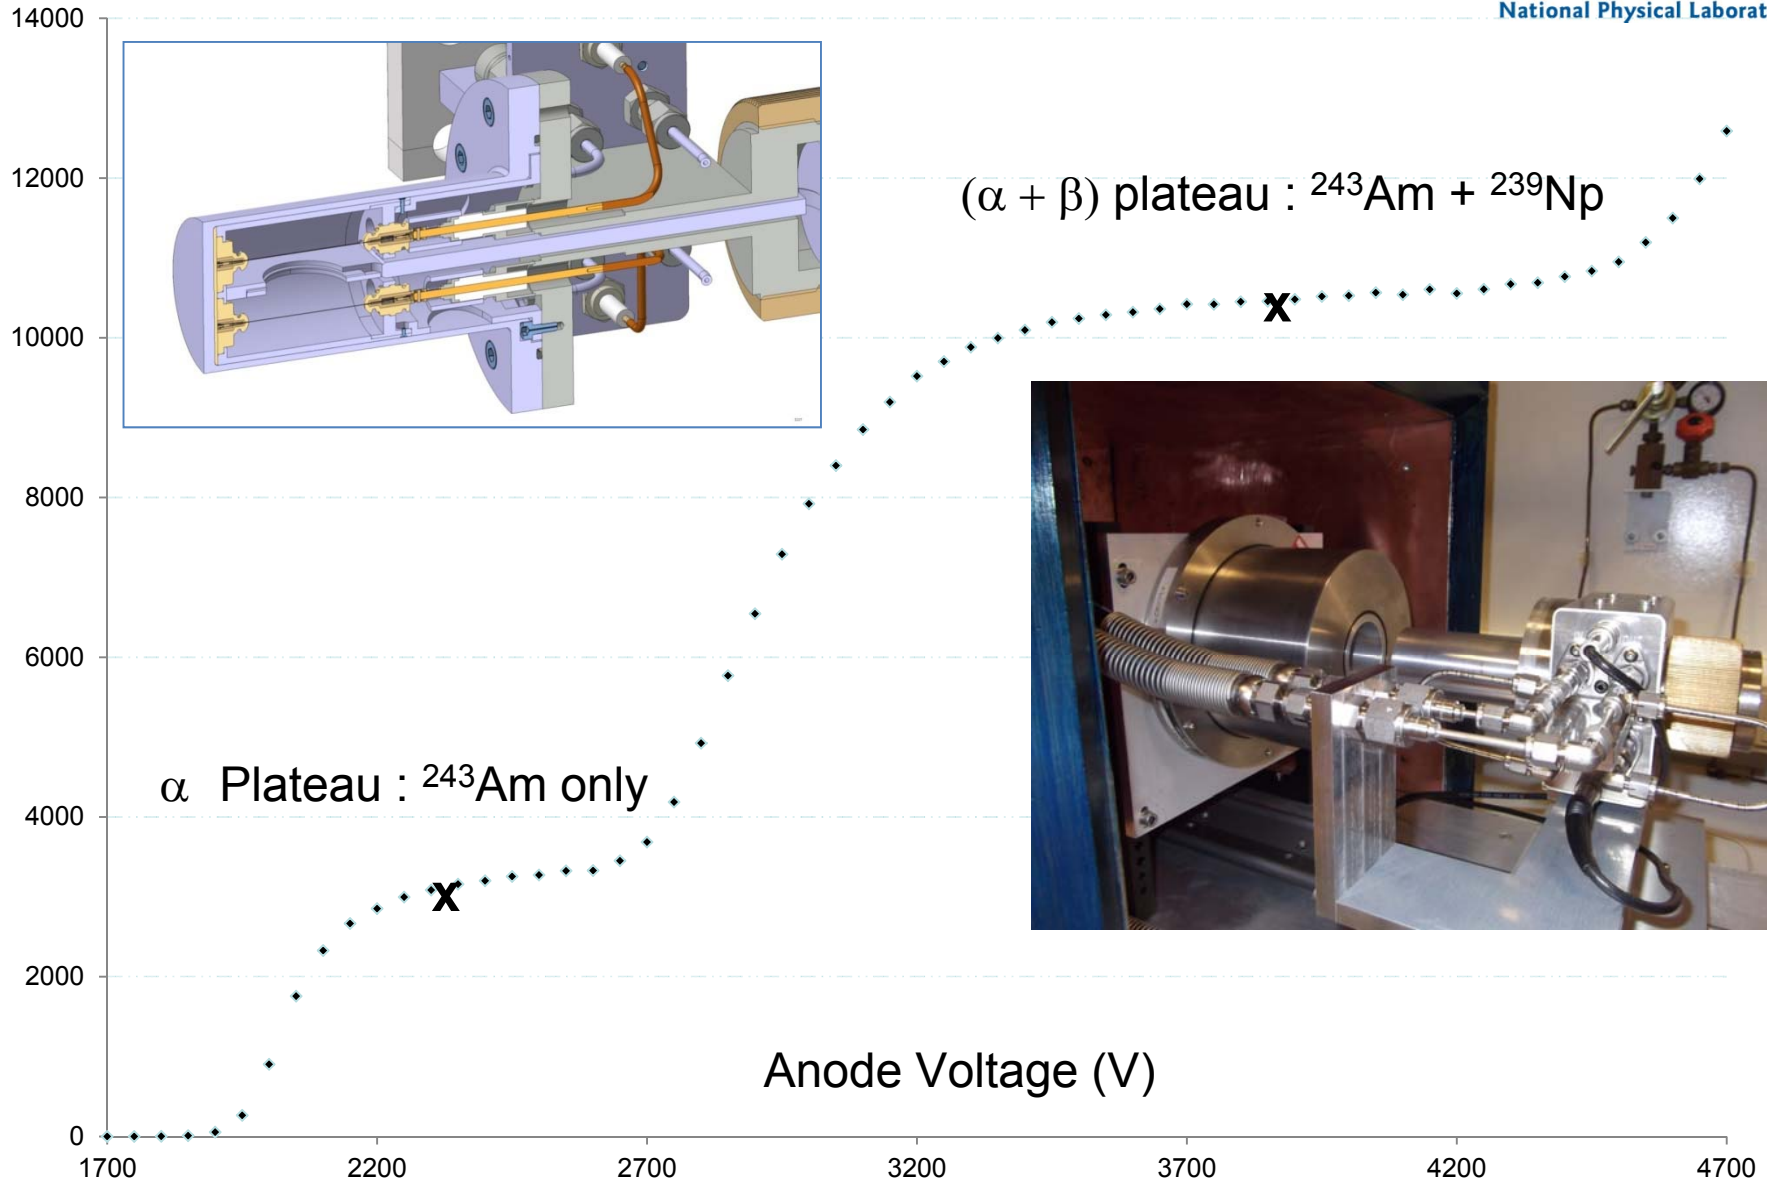 National Physical Laborat
14000
12000
10000
8000
6000
4000
2000
0
(α + β) plateau : ²⁴³Am + ²³⁹Np
x
α Plateau : ²⁴³Am only
x
Anode Voltage (V)
1700 2200 2700 3200 3700 4200 4700